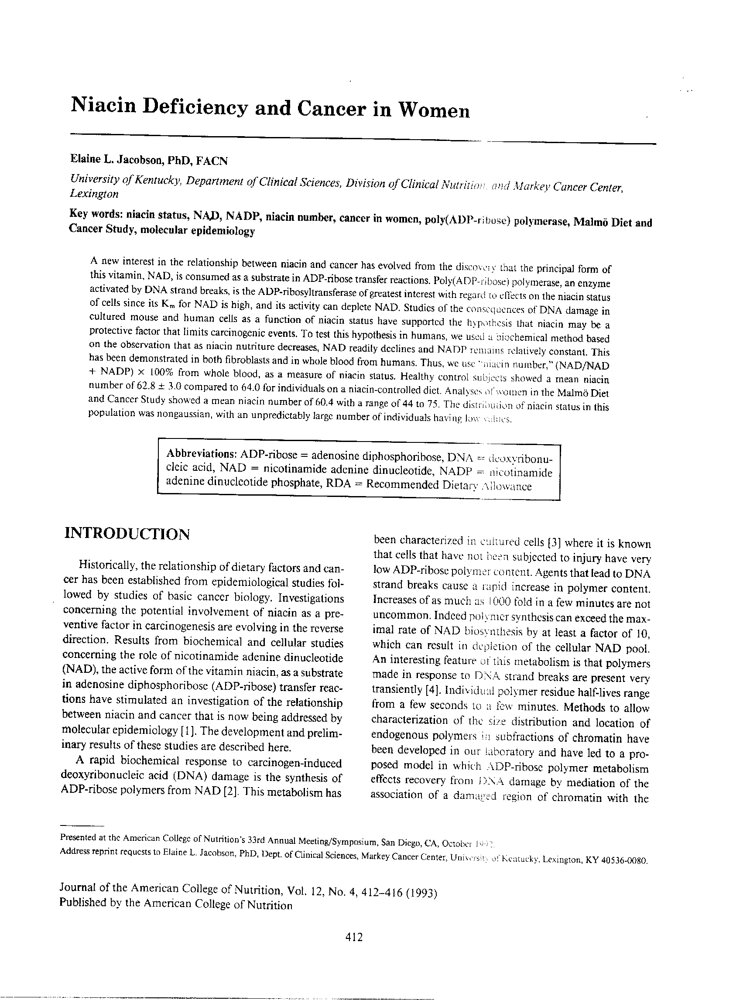 Niacin Deficiency and Cancer in Women
Elaine L. Jacobson, PhD, FACN
University of Kentucky, Department of Clinical Sciences, Division of Clinical Nutrition and Markey Cancer Center,
Lexington
Key words: niacin status, NAD, NADP, niacin number, cancer in women, poly(ADP-ribose) polymerase, Malmö Diet and
Cancer Study, molecular epidemiology
A new interest in the relationship between niacin and cancer has evolved from the discovery that the principal form of
this vitamin, NAD, is consumed as a substrate in ADP-ribose transfer reactions. Poly(ADP-ribose) polymerase, an enzyme
activated by DNA strand breaks, is the ADP-ribosyltransferase of greatest interest with regard to effects on the niacin status
of cells since its Km for NAD is high, and its activity can deplete NAD. Studies of the consequences of DNA damage in
cultured mouse and human cells as a function of niacin status have supported the hypothesis that niacin may be a
protective factor that limits carcinogenic events. To test this hypothesis in humans, we used a biochemical method based
on the observation that as niacin nutriture decreases, NAD readily declines and NADP remains relatively constant. This
has been demonstrated in both fibroblasts and in whole blood from humans. Thus, we use "niacin number," (NAD/NAD
+ NADP) × 100% from whole blood, as a measure of niacin status. Healthy control subjects showed a mean niacin
number of 62.8 ± 3.0 compared to 64.0 for individuals on a niacin-controlled diet. Analyses of women in the Malmö Diet
and Cancer Study showed a mean niacin number of 60.4 with a range of 44 to 75. The distribution of niacin status in this
population was nongaussian, with an unpredictably large number of individuals having low values.
Abbreviations: ADP-ribose = adenosine diphosphoribose, DNA = deoxyribonu-
cleic acid, NAD = nicotinamide adenine dinucleotide, NADP = nicotinamide
adenine dinucleotide phosphate, RDA = Recommended Dietary Allowance
INTRODUCTION
Historically, the relationship of dietary factors and can-
cer has been established from epidemiological studies fol-
lowed by studies of basic cancer biology. Investigations
concerning the potential involvement of niacin as a pre-
ventive factor in carcinogenesis are evolving in the reverse
direction. Results from biochemical and cellular studies
concerning the role of nicotinamide adenine dinucleotide
(NAD), the active form of the vitamin niacin, as a substrate
in adenosine diphosphoribose (ADP-ribose) transfer reac-
tions have stimulated an investigation of the relationship
between niacin and cancer that is now being addressed by
molecular epidemiology [1]. The development and prelim-
inary results of these studies are described here.
A rapid biochemical response to carcinogen-induced
deoxyribonucleic acid (DNA) damage is the synthesis of
ADP-ribose polymers from NAD [2]. This metabolism has
been characterized in cultured cells [3] where it is known
that cells that have not been subjected to injury have very
low ADP-ribose polymer content. Agents that lead to DNA
strand breaks cause a rapid increase in polymer content.
Increases of as much as 1000 fold in a few minutes are not
uncommon. Indeed polymer synthesis can exceed the max-
imal rate of NAD biosynthesis by at least a factor of 10,
which can result in depletion of the cellular NAD pool.
An interesting feature of this metabolism is that polymers
made in response to DNA strand breaks are present very
transiently [4]. Individual polymer residue half-lives range
from a few seconds to a few minutes. Methods to allow
characterization of the size distribution and location of
endogenous polymers in subfractions of chromatin have
been developed in our laboratory and have led to a pro-
posed model in which ADP-ribose polymer metabolism
effects recovery from DNA damage by mediation of the
association of a damaged region of chromatin with the
Presented at the American College of Nutrition's 33rd Annual Meeting/Symposium, San Diego, CA, October 1992.
Address reprint requests to Elaine L. Jacobson, PhD, Dept. of Clinical Sciences, Markey Cancer Center, University of Kentucky, Lexington, KY 40536-0080.
Journal of the American College of Nutrition, Vol. 12, No. 4, 412–416 (1993)
Published by the American College of Nutrition
412